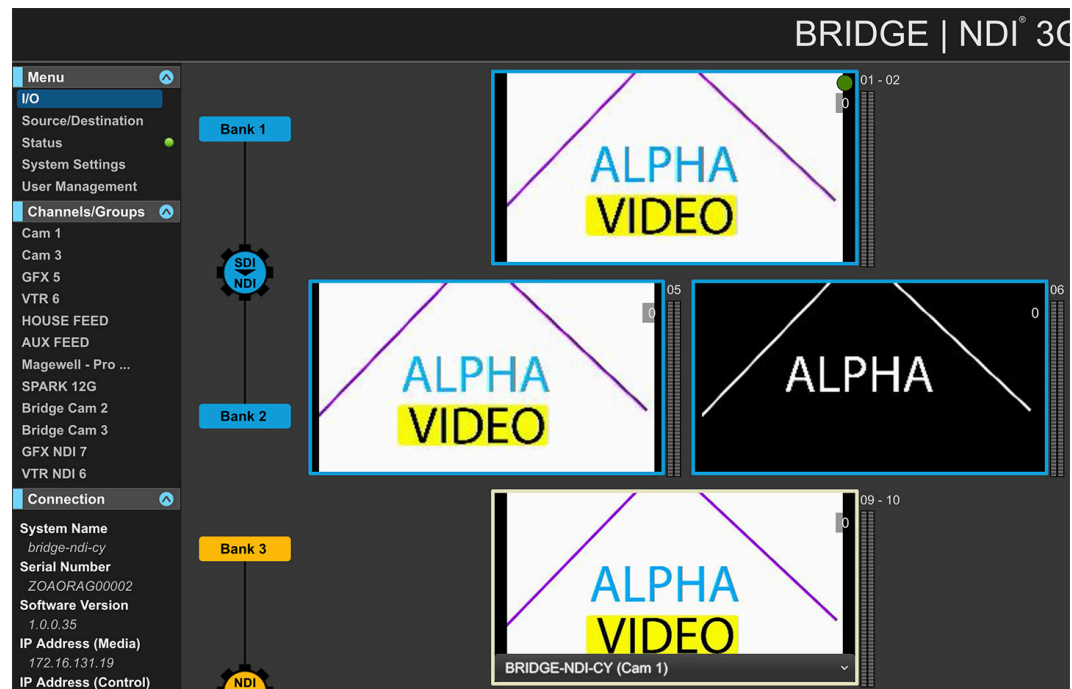 BRIDGE | NDI® 3G
Menu
I/O
Source/Destination
Status
System Settings
User Management
Channels/Groups
Cam 1
Cam 3
GFX 5
VTR 6
HOUSE FEED
AUX FEED
Magewell - Pro ...
SPARK 12G
Bridge Cam 2
Bridge Cam 3
GFX NDI 7
VTR NDI 6
Connection
System Name
bridge-ndi-cy
Serial Number
ZOAORAG00002
Software Version
1.0.0.35
IP Address (Media)
172.16.131.19
IP Address (Control)
Bank 1
SDI
NDI
Bank 2
Bank 3
NDI
01 - 02
0
ALPHA
VIDEO
05
0
ALPHA
VIDEO
06
0
ALPHA
09 - 10
0
ALPHA
VIDEO
BRIDGE-NDI-CY (Cam 1)